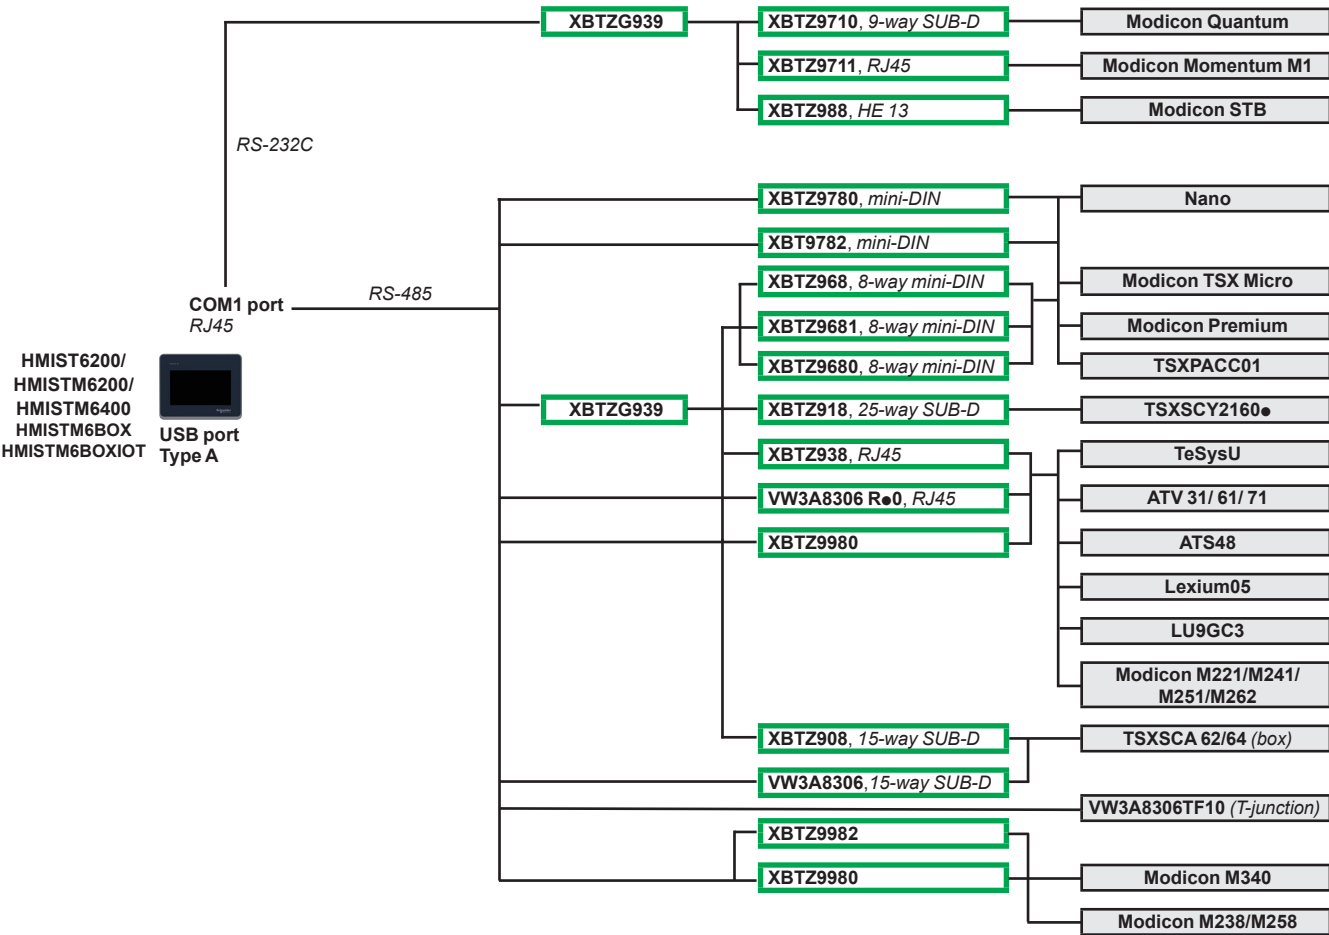 XBTZG939
XBTZ9710, 9-way SUB-D
Modicon Quantum
XBTZ9711, RJ45
Modicon Momentum M1
XBTZ988, HE 13
Modicon STB
RS-232C
XBTZ9780, mini-DIN
Nano
XBT9782, mini-DIN
COM1 port
RJ45
RS-485
XBTZ968, 8-way mini-DIN
Modicon TSX Micro
XBTZ9681, 8-way mini-DIN
Modicon Premium
XBTZ9680, 8-way mini-DIN
TSXPACC01
HMIST6200/
HMISTM6200/
HMISTM6400
HMISTM6BOX
HMISTM6BOXIOT
USB port
Type A
XBTZG939
XBTZ918, 25-way SUB-D
TSXSCY2160●
XBTZ938, RJ45
TeSysU
VW3A8306 R●0, RJ45
ATV 31/ 61/ 71
XBTZ9980
ATS48
Lexium05
LU9GC3
Modicon M221/M241/
M251/M262
XBTZ908, 15-way SUB-D
TSXSCA 62/64 (box)
VW3A8306,15-way SUB-D
VW3A8306TF10 (T-junction)
XBTZ9982
XBTZ9980
Modicon M340
Modicon M238/M258